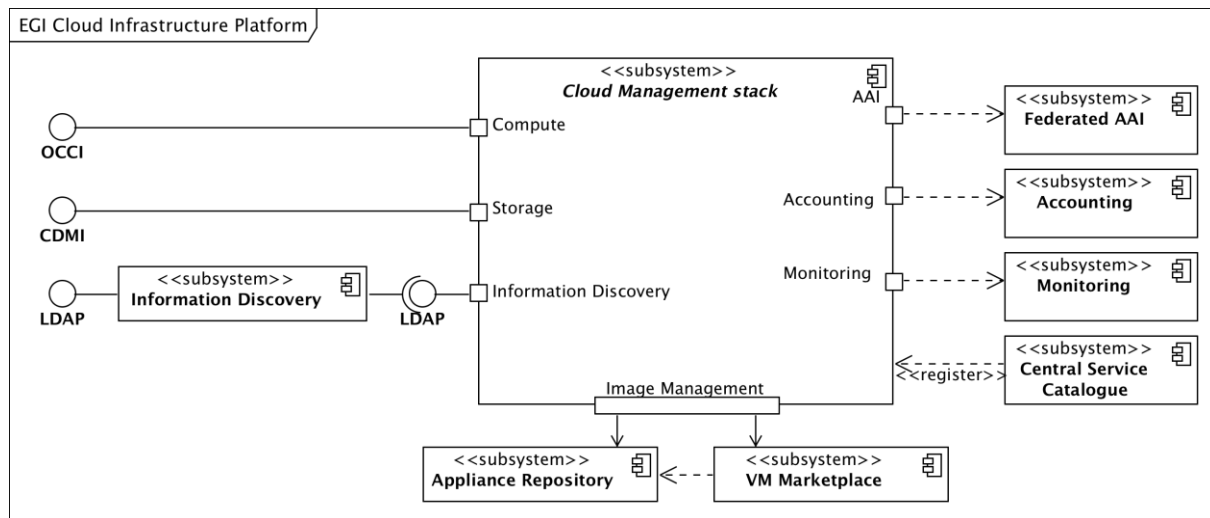 EGI Cloud Infrastructure Platform
<<subsystem>>
Cloud Management stack
AAI
<<subsystem>>
Federated AAI
Compute
OCCI
<<subsystem>>
Accounting
Accounting
Storage
CDMI
<<subsystem>>
Monitoring
Monitoring
<<subsystem>>
Information Discovery
Information Discovery
LDAP
LDAP
<<subsystem>>
Central Service
Catalogue
<<register>>
Image Management
<<subsystem>>
Appliance Repository
<<subsystem>>
VM Marketplace